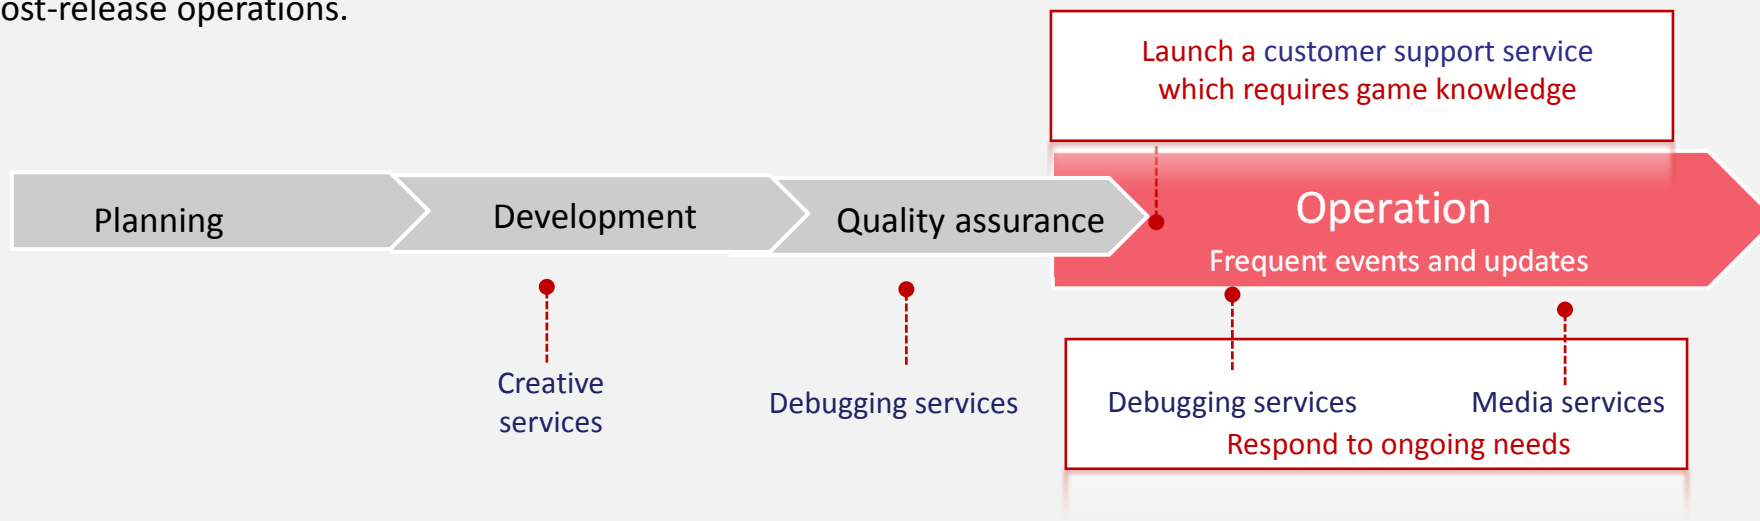 ost-release operations.
Launch a customer support service
which requires game knowledge
Planning
Development
Quality assurance
Operation
Frequent events and updates
Creative
services
Debugging services
Debugging services
Media services
Respond to ongoing needs